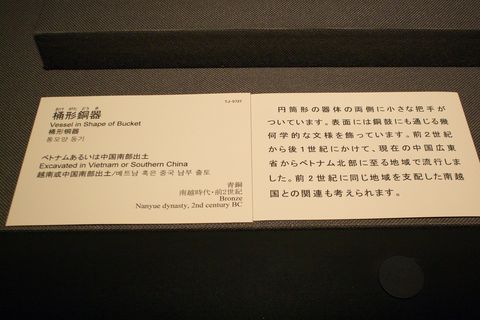 TJ-5737
おけ がた どう き
桶形銅器
Vessel in Shape of Bucket
桶形铜器
통모양 동기
ベトナムあるいは中国南部出土
Excavated in Vietnam or Southern China
越南或中国南部出土/베트남 혹은 중국 남부 출토
青銅
南越時代・前2世紀
Bronze
Nanyue dynasty, 2nd century BC
円筒形の器体の両側に小さな把手が
ついています。表面には銅鼓にも通じる幾
何学的な文様を飾っています。前2世紀
から後1世紀にかけて、現在の中国広東
省からベトナム北部に至る地域で流行しま
した。前2世紀に同じ地域を支配した南越
国との関連も考えられます。